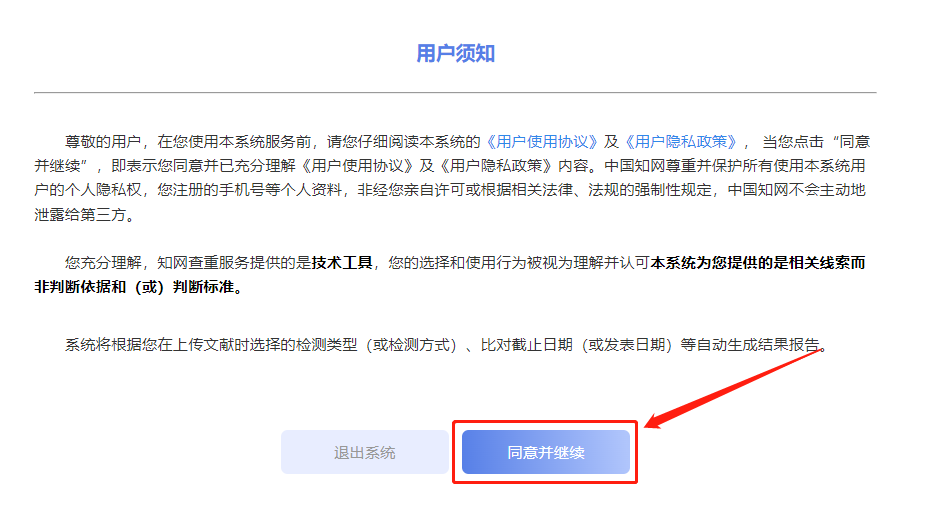 用户须知
尊敬的用户，在您使用本系统服务前，请您仔细阅读本系统的《用户使用协议》及《用户隐私政策》，当您点击“同意
并继续”，即表示您同意并已充分理解《用户使用协议》及《用户隐私政策》内容。中国知网尊重并保护所有使用本系统用
户的个人隐私权，您注册的手机号等个人资料，非经您亲自许可或根据相关法律、法规的强制性规定，中国知网不会主动地
泄露给第三方。
您充分理解，知网查重服务提供的是技术工具，您的选择和使用行为被视为理解并认可本系统为您提供的是相关线索而
非判断依据和（或）判断标准。
系统将根据您在上传文献时选择的检测类型（或检测方式）、比对截止日期（或发表日期）等自动生成结果报告。
退出系统
同意并继续